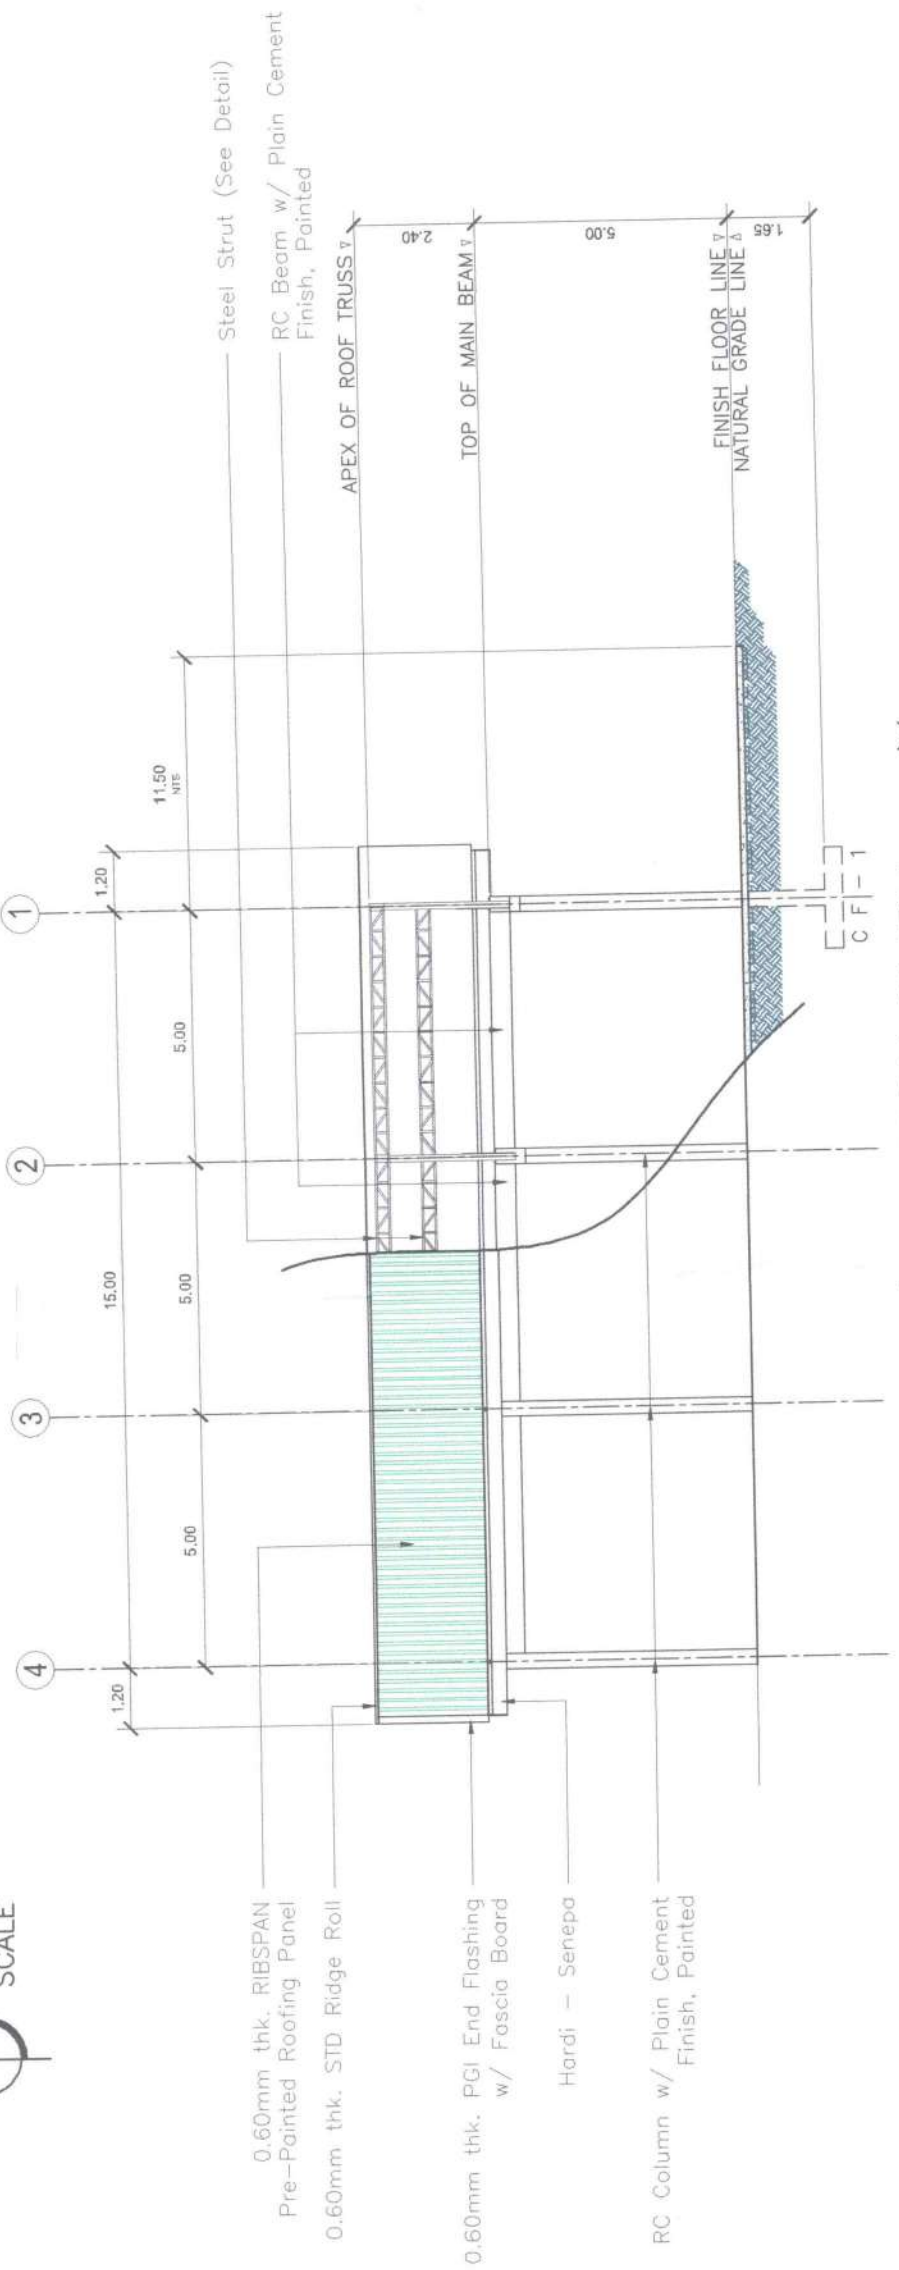 SCALE
4
3
2
1
1.20
15.00
1.20
5.00
5.00
5.00
11.50
NTS
Steel Strut (See Detail)
RC Beam w/ Plain Cement
Finish, Painted
APEX OF ROOF TRUSS
2.40
TOP OF MAIN BEAM
5.00
FINISH FLOOR LINE
NATURAL GRADE LINE
1.65
C F - 1
0.60mm thk. RIBSPAN
Pre-Painted Roofing Panel
0.60mm thk. STD Ridge Roll
0.60mm thk. PGI End Flashing
w/ Fascia Board
Hardi - Senepa
RC Column w/ Plain Cement
Finish, Painted